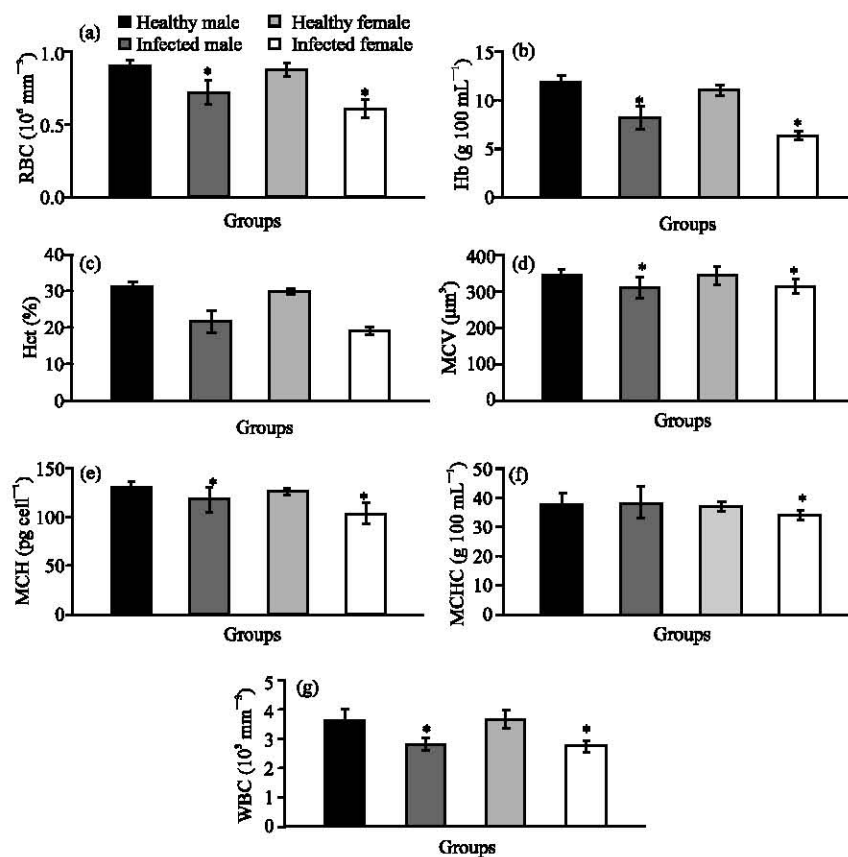 Healthy male Healthy female
Infected male Infected female
(a)
RBC (10⁶ mm⁻³)
1.0
0.5
0.0
* *
Groups
(b)
Hb (g 100 mL⁻¹)
15
10
5
0
* *
Groups
(c)
Hct (%)
40
30
20
10
0
Groups
(d)
MCV (µm³)
400
300
200
100
0
* *
Groups
(e)
MCH (pg cell⁻¹)
150
100
50
0
* *
Groups
(f)
MCHC (g 100 mL⁻¹)
50
40
30
20
10
0
*
Groups
(g)
WBC (10³ mm⁻³)
5
4
3
2
1
0
* *
Groups